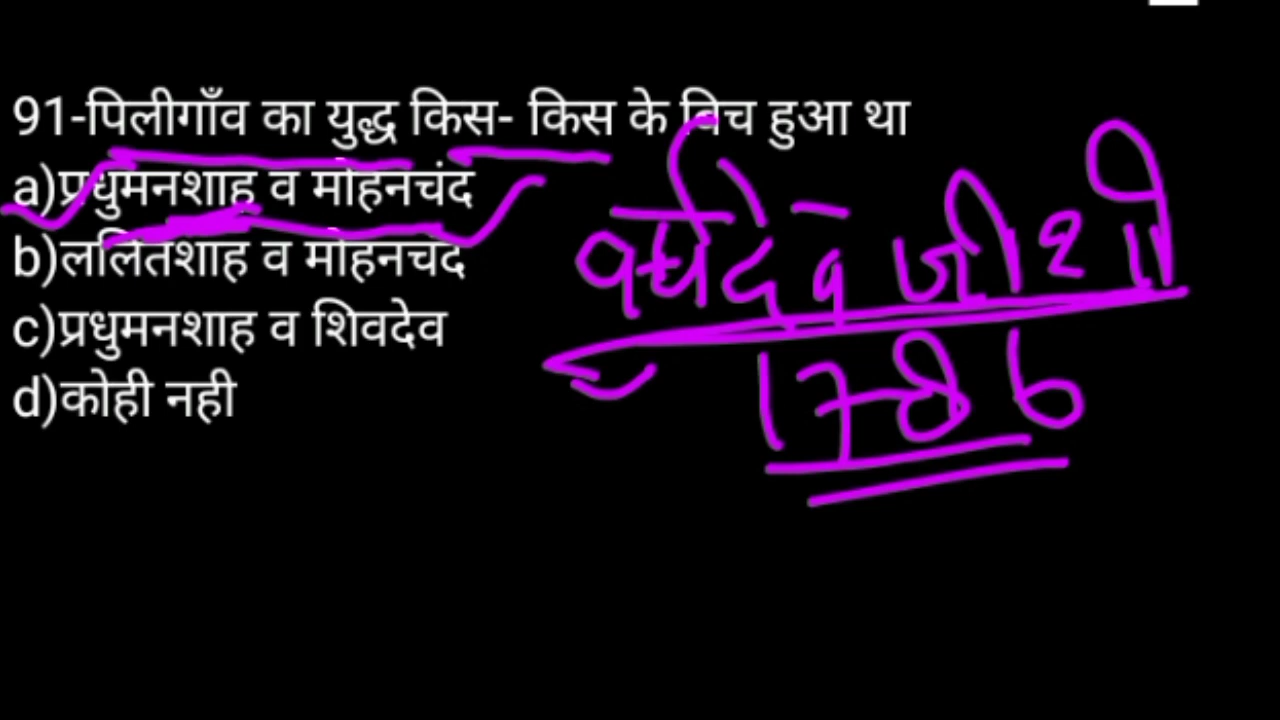 91-पिलीगाँव का युद्ध किस- किस के विच हुआ था
a)प्रधुमनशाह व मोहनचंद
b)ललितशाह व मोहनचंद
c)प्रधुमनशाह व शिवदेव
d)कोही नही
1786